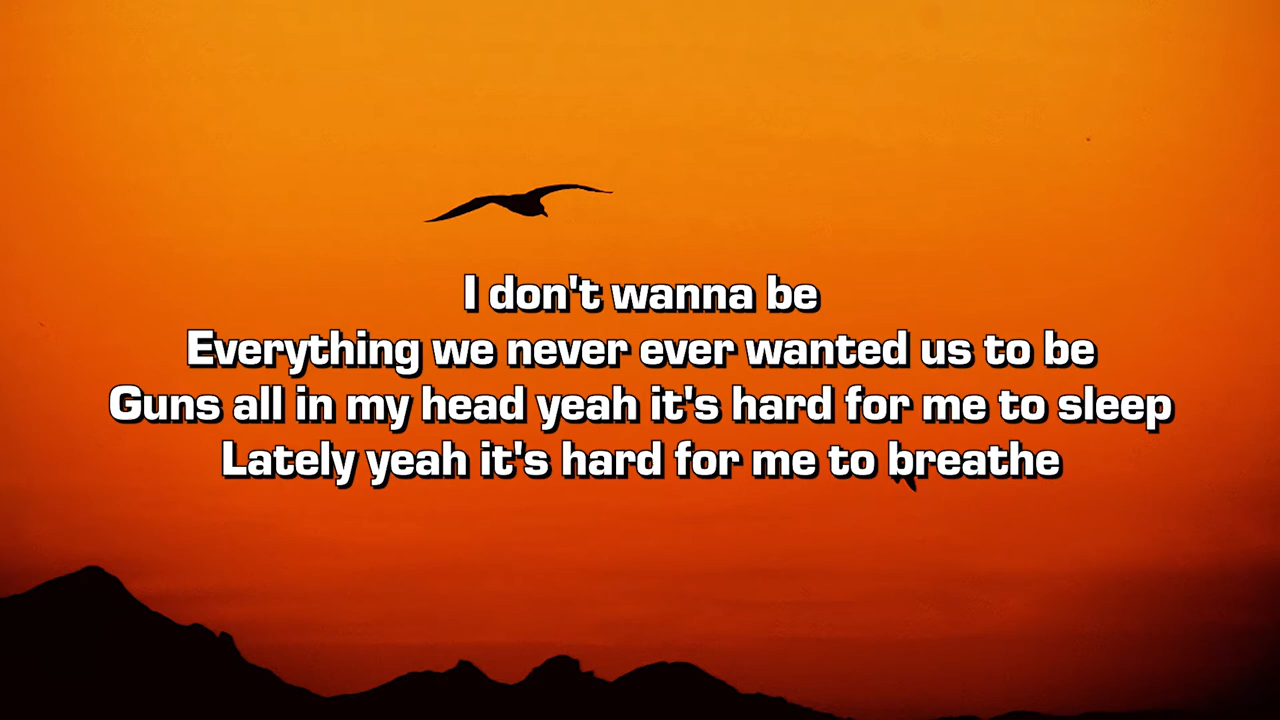 I don't wanna be
Everything we never ever wanted us to be
Guns all in my head yeah it's hard for me to sleep
Lately yeah it's hard for me to breathe